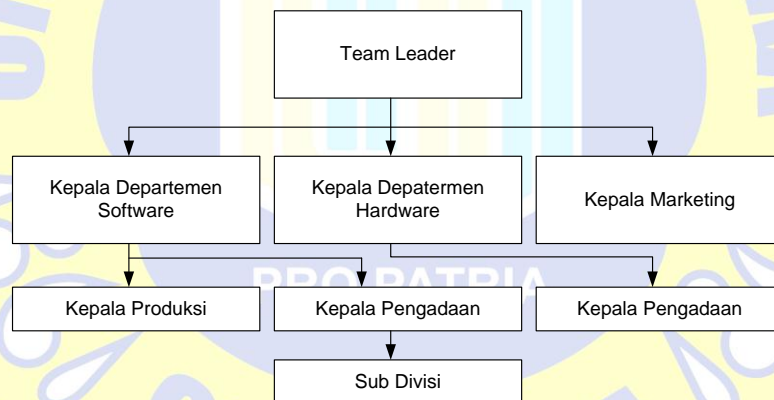 Team Leader
Kepala Departemen
Software
Kepala Depatermen
Hardware
Kepala Marketing
PRO PATRIA
Kepala Produksi
Kepala Pengadaan
Kepala Pengadaan
Sub Divisi